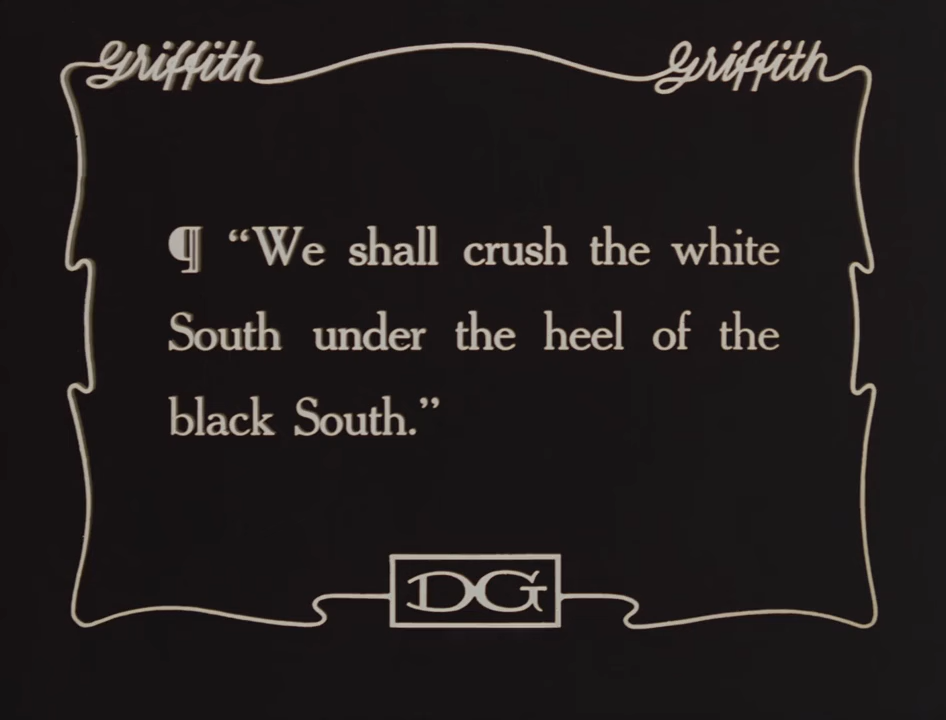 Griffith Griffith
¶ “We shall crush the white
South under the heel of the
black South.”
DG